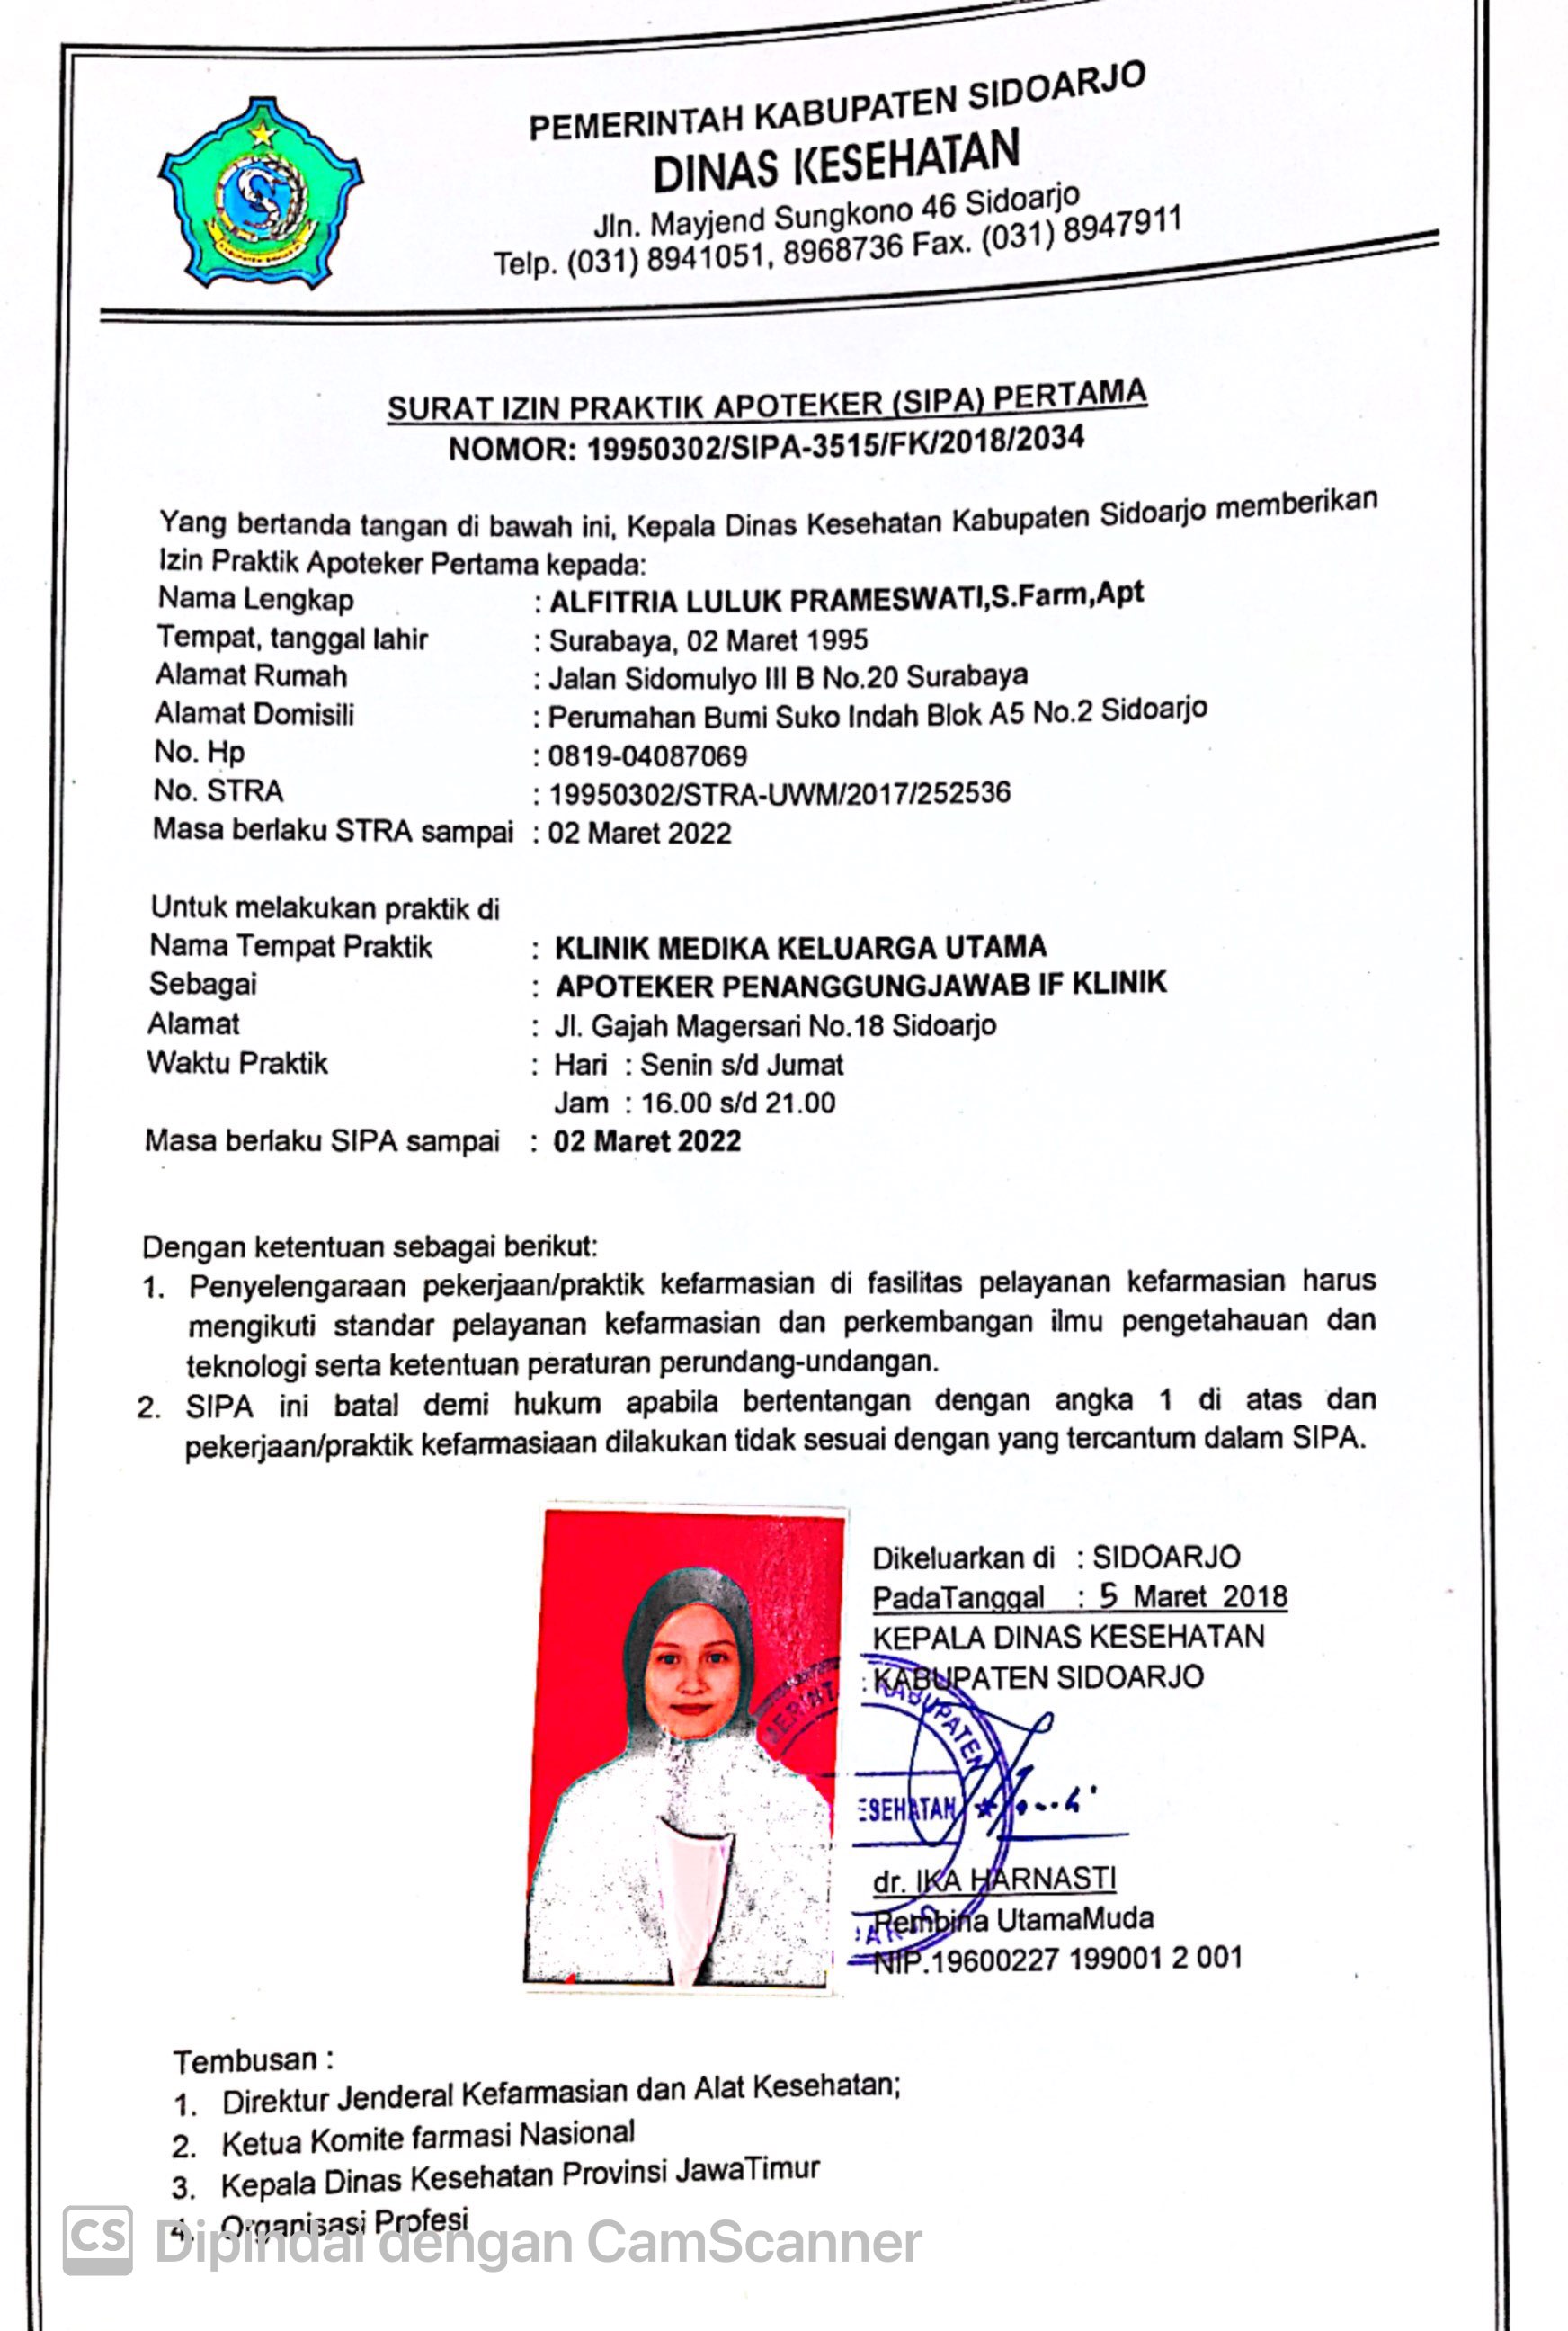 PEMERINTAH KABUPATEN SIDOARJO
DINAS KESEHATAN
Jln. Mayjend Sungkono 46 Sidoarjo
Telp. (031) 8941051, 8968736 Fax. (031) 8947911
SURAT IZIN PRAKTIK APOTEKER (SIPA) PERTAMA
NOMOR: 19950302/SIPA-3515/FK/2018/2034
Yang bertanda tangan di bawah ini, Kepala Dinas Kesehatan Kabupaten Sidoarjo memberikan
Izin Praktik Apoteker Pertama kepada:
Nama Lengkap : ALFITRIA LULUK PRAMESWATI,S.Farm,Apt
Tempat, tanggal lahir : Surabaya, 02 Maret 1995
Alamat Rumah : Jalan Sidomulyo III B No.20 Surabaya
Alamat Domisili : Perumahan Bumi Suko Indah Blok A5 No.2 Sidoarjo
No. Hp : 0819-04087069
No. STRA : 19950302/STRA-UWM/2017/252536
Masa berlaku STRA sampai : 02 Maret 2022
Untuk melakukan praktik di
Nama Tempat Praktik : KLINIK MEDIKA KELUARGA UTAMA
Sebagai : APOTEKER PENANGGUNGJAWAB IF KLINIK
Alamat : Jl. Gajah Magersari No.18 Sidoarjo
Waktu Praktik : Hari : Senin s/d Jumat
Jam : 16.00 s/d 21.00
Masa berlaku SIPA sampai : 02 Maret 2022
Dengan ketentuan sebagai berikut:
1. Penyelengaraan pekerjaan/praktik kefarmasian di fasilitas pelayanan kefarmasian harus
mengikuti standar pelayanan kefarmasian dan perkembangan ilmu pengetahauan dan
teknologi serta ketentuan peraturan perundang-undangan.
2. SIPA ini batal demi hukum apabila bertentangan dengan angka 1 di atas dan
pekerjaan/praktik kefarmasiaan dilakukan tidak sesuai dengan yang tercantum dalam SIPA.
Dikeluarkan di : SIDOARJO
PadaTanggal : 5 Maret 2018
KEPALA DINAS KESEHATAN
KABUPATEN SIDOARJO
KABUPATEN
ESEHATAN
dr. IKA HARNASTI
Pembina UtamaMuda
NIP.19600227 199001 2 001
Tembusan :
1. Direktur Jenderal Kefarmasian dan Alat Kesehatan;
2. Ketua Komite farmasi Nasional
3. Kepala Dinas Kesehatan Provinsi JawaTimur
4. Organisasi Profesi
CS Dipindai dengan CamScanner